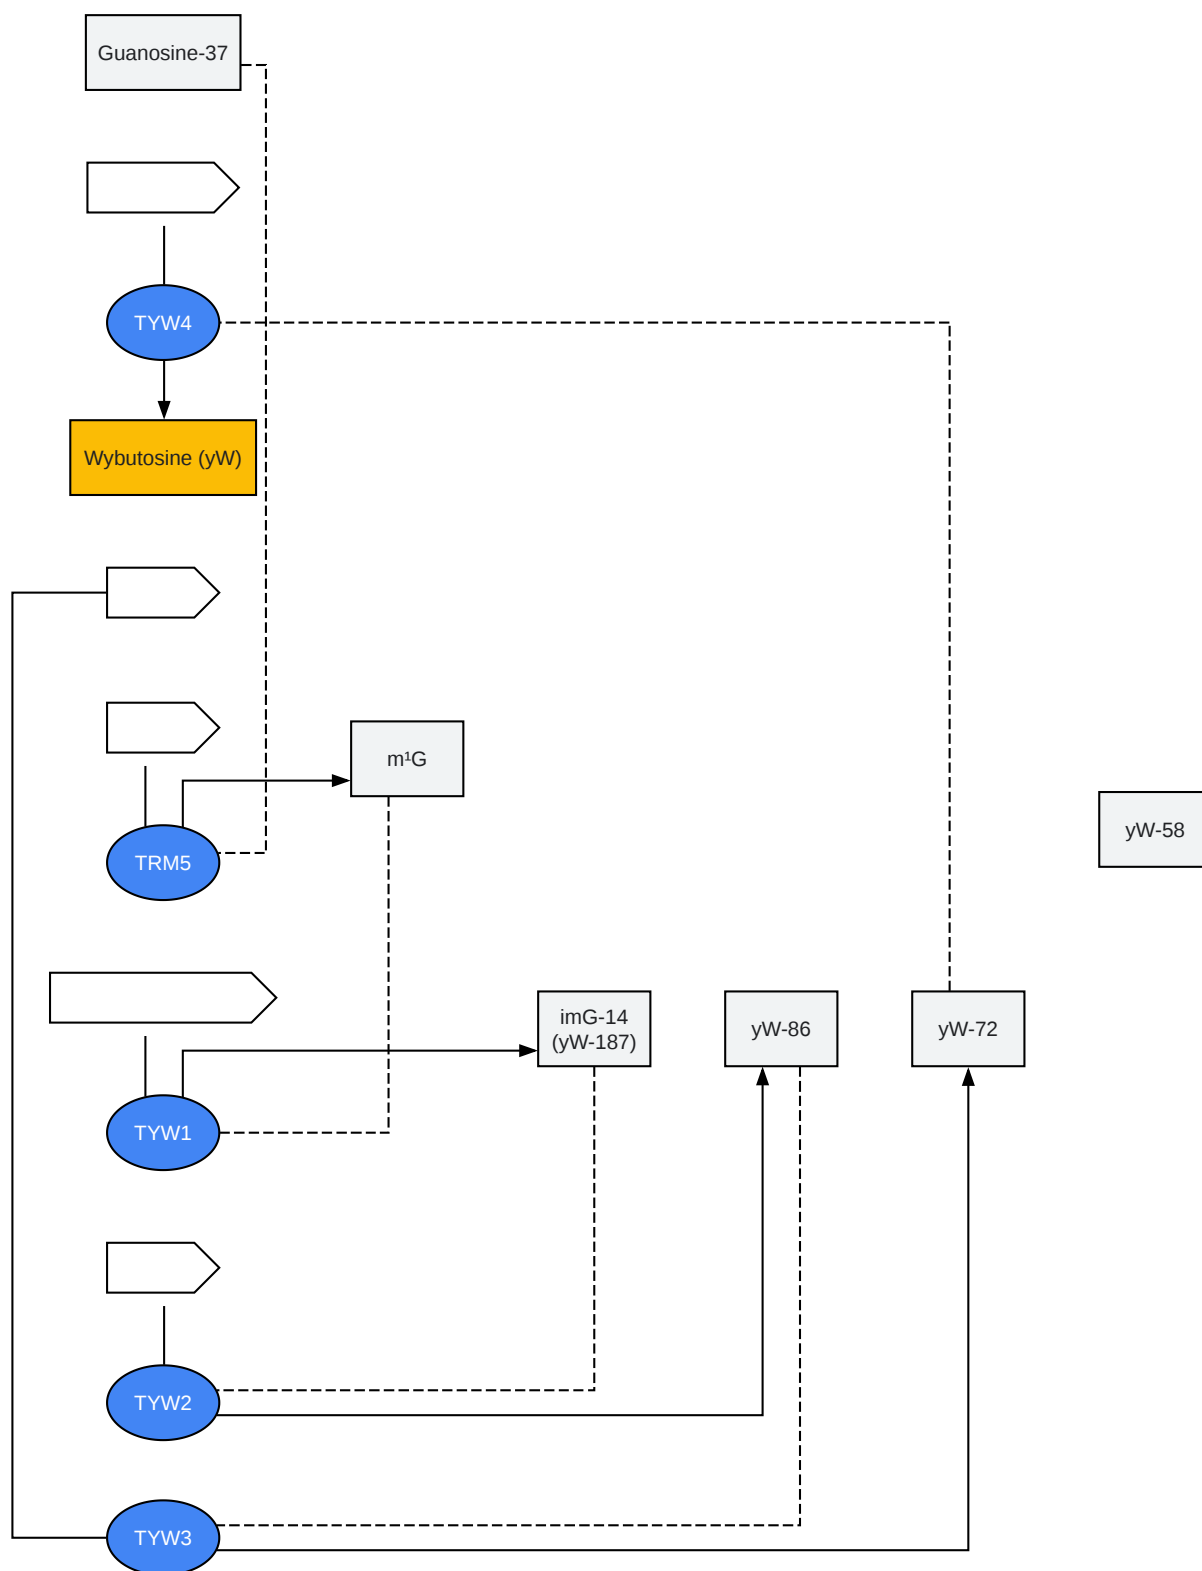 Guanosine-37
TYW4
Wybutosine (yW)
m¹G
yW-58
TRM5
imG-14
(yW-187)
yW-86
yW-72
TYW1
TYW2
TYW3